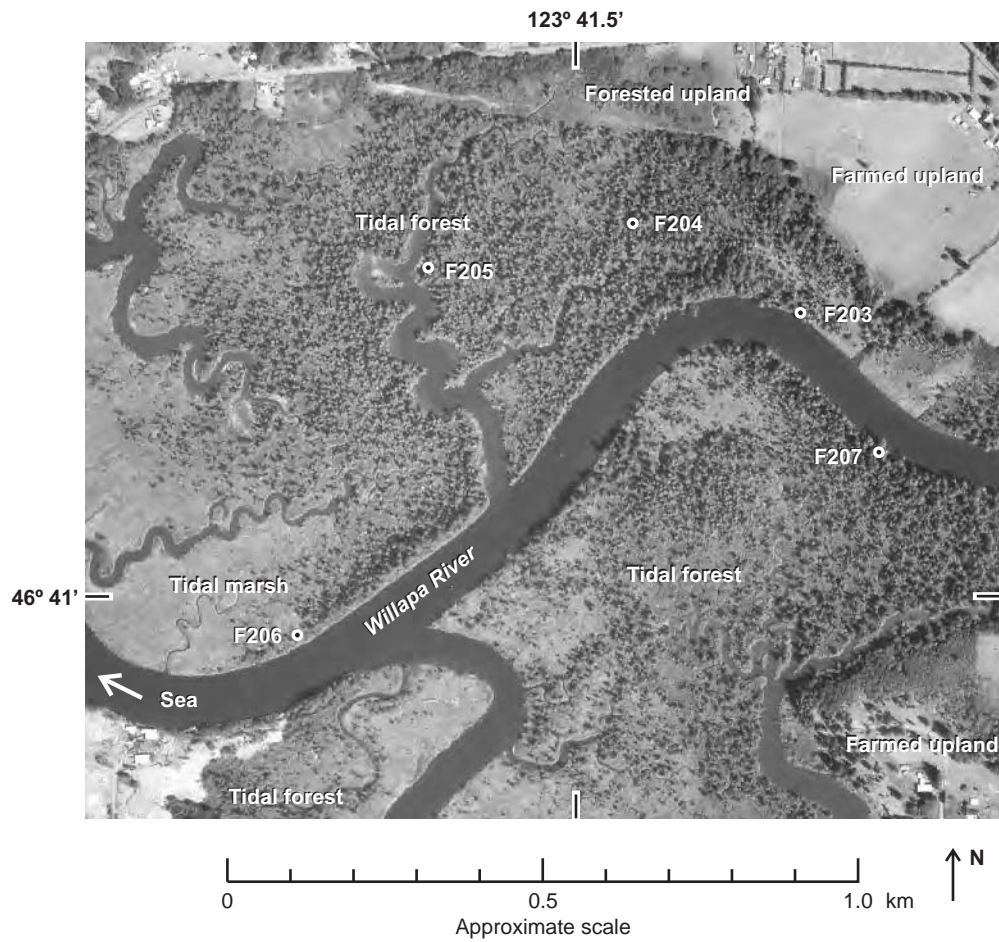 123º 41.5’
Forested upland
Farmed upland
Tidal forest
F204
F205
F203
F207
Willapa River
Tidal forest
Tidal marsh
46º 41’
F206
Sea
Farmed upland
Tidal forest
N
0 0.5 1.0 km
Approximate scale